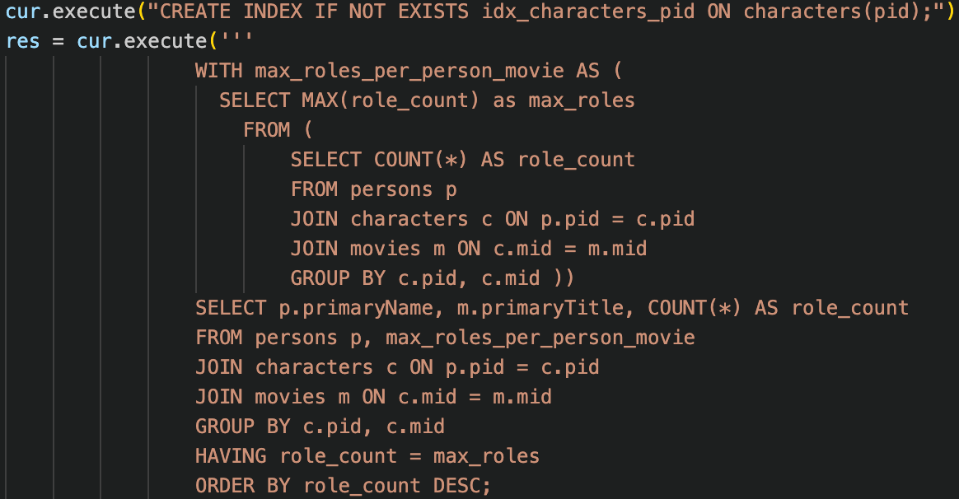 cur.execute("CREATE INDEX IF NOT EXISTS idx_characters_pid ON characters(pid);")
res = cur.execute('''
WITH max_roles_per_person_movie AS (
SELECT MAX(role_count) as max_roles
FROM (
SELECT COUNT(*) AS role_count
FROM persons p
JOIN characters c ON p.pid = c.pid
JOIN movies m ON c.mid = m.mid
GROUP BY c.pid, c.mid ))
SELECT p.primaryName, m.primaryTitle, COUNT(*) AS role_count
FROM persons p, max_roles_per_person_movie
JOIN characters c ON p.pid = c.pid
JOIN movies m ON c.mid = m.mid
GROUP BY c.pid, c.mid
HAVING role_count = max_roles
ORDER BY role_count DESC;